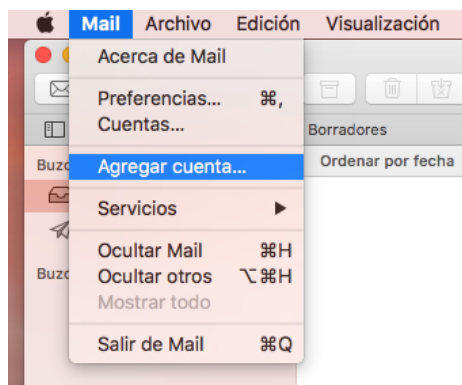 Mail Archivo Edición Visualización
Acerca de Mail
Preferencias... ⌘,
Cuentas...
Borradores
Agregar cuenta...
Ordenar por fecha
Servicios ▶
Ocultar Mail ⌘H
Ocultar otros ⌥⌘H
Mostrar todo
Salir de Mail ⌘Q